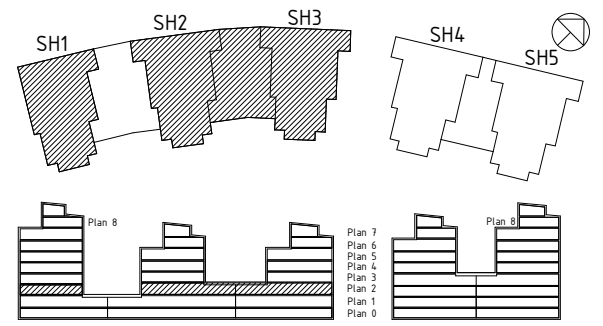 SH1
SH2
SH3
SH4
SH5
Plan 8
Plan 7
Plan 6
Plan 5
Plan 4
Plan 3
Plan 2
Plan 1
Plan 0
Plan 8